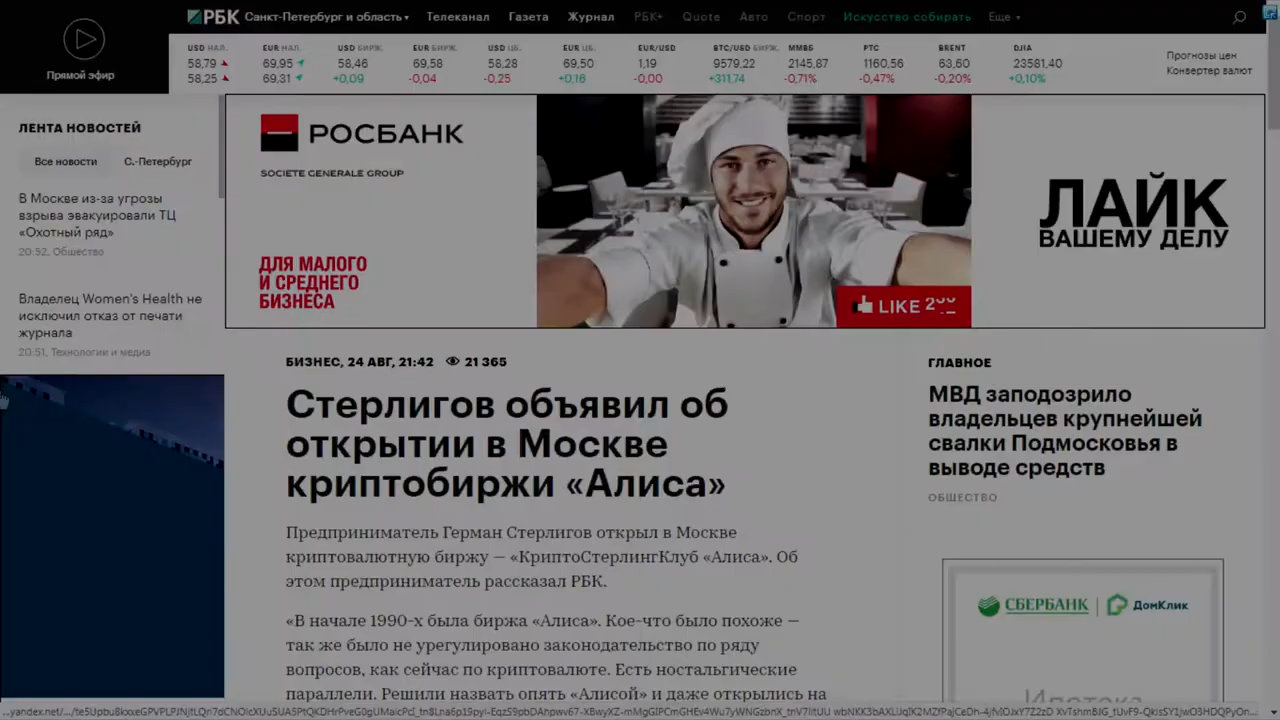 РБК Санкт-Петербург и область Телеканал Газета Журнал РБК+ Quote Авто Спорт Искусство собирать Еще
Прямой эфир
USD НАЛ. EUR НАЛ. USD БИРЖ. EUR БИРЖ. USD ЦБ. EUR ЦБ. EUR/USD BTC/USD БИРЖ. ММВБ РТС BRENT DJIA
58,79 69,95 58,46 69,58 58,28 69,50 1,19 9579,22 2145,87 1160,56 63,60 23581,40
58,25 69,31 +0,09 -0,04 -0,25 +0,16 -0,00 +311,74 -0,71% -0,47% -0,20% +0,10%
Прогнозы цен
Конвертер валют
ЛЕНТА НОВОСТЕЙ
Все новости С.-Петербург
В Москве из-за угрозы
взрыва эвакуировали ТЦ
«Охотный ряд»
20:52, Общество
Владелец Women's Health не
исключил отказ от печати
журнала
20:51, Технологии и медиа
РОСБАНК
SOCIETE GENERALE GROUP
ДЛЯ МАЛОГО
И СРЕДНЕГО
БИЗНЕСА
LIKE
ЛАЙК
ВАШЕМУ ДЕЛУ
БИЗНЕС, 24 АВГ, 21:42 21 365
Стерлигов объявил об
открытии в Москве
криптобиржи «Алиса»
Предприниматель Герман Стерлигов открыл в Москве
криптовалютную биржу — «КриптоСтерлингКлуб «Алиса». Об
этом предприниматель рассказал РБК.
«В начале 1990-х была биржа «Алиса». Кое-что было похоже —
так же было не урегулировано законодательство по ряду
вопросов, как сейчас по криптовалюте. Есть ностальгические
параллели. Решили назвать опять «Алисой» и даже открылись на
ГЛАВНОЕ
МВД заподозрило
владельцев крупнейшей
свалки Подмосковья в
выводе средств
ОБЩЕСТВО
СБЕРБАНК ДомКлик
Ипотека